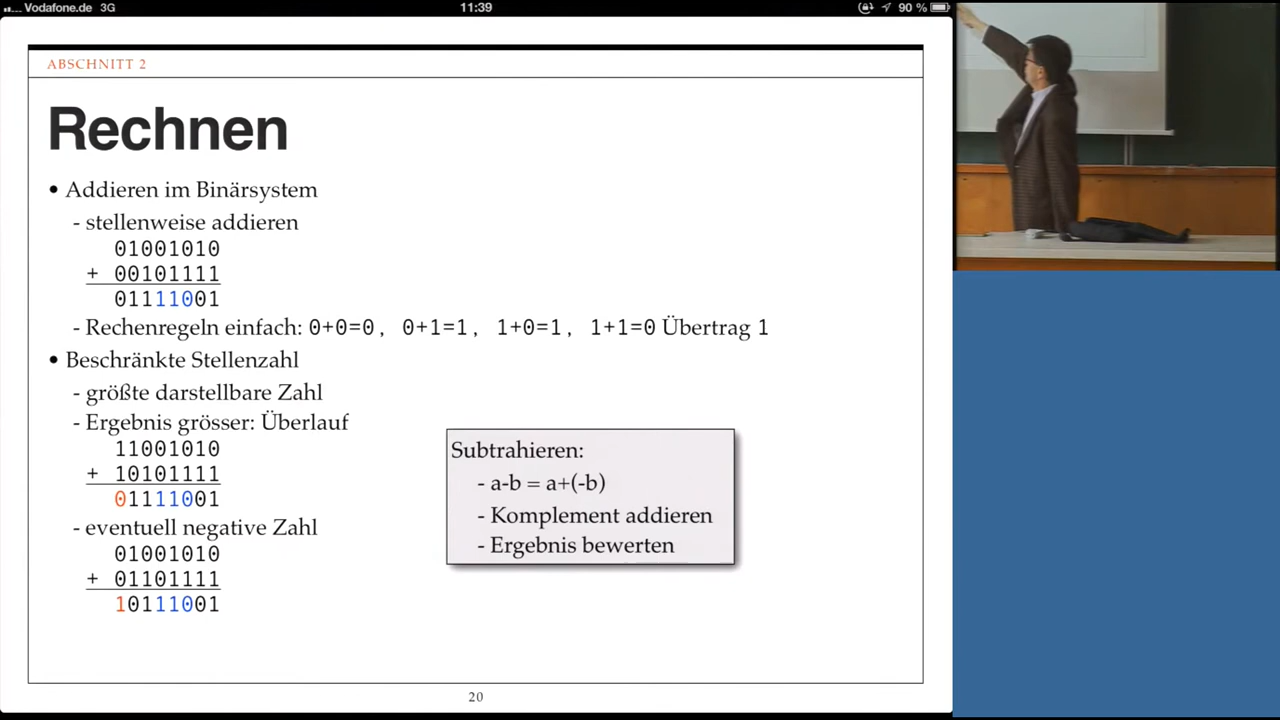 Vodafone.de 3G 11:39 90 %
ABSCHNITT 2
Rechnen
• Addieren im Binärsystem
- stellenweise addieren
01001010
+ 00101111
01111001
- Rechenregeln einfach: 0+0=0, 0+1=1, 1+0=1, 1+1=0 Übertrag 1
• Beschränkte Stellenzahl
- größte darstellbare Zahl
- Ergebnis grösser: Überlauf
11001010
+ 10101111
01111001
- eventuell negative Zahl
01001010
+ 01101111
10111001
Subtrahieren:
- a-b = a+(-b)
- Komplement addieren
- Ergebnis bewerten
20